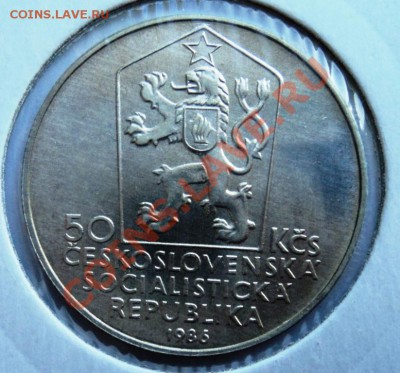 COINS.LAVE.RU
COINS.LAVE.RU
50 Kčs
ČESKOSLOVENSKÁ
SOCIALISTICKÁ
REPUBLIKA
1986